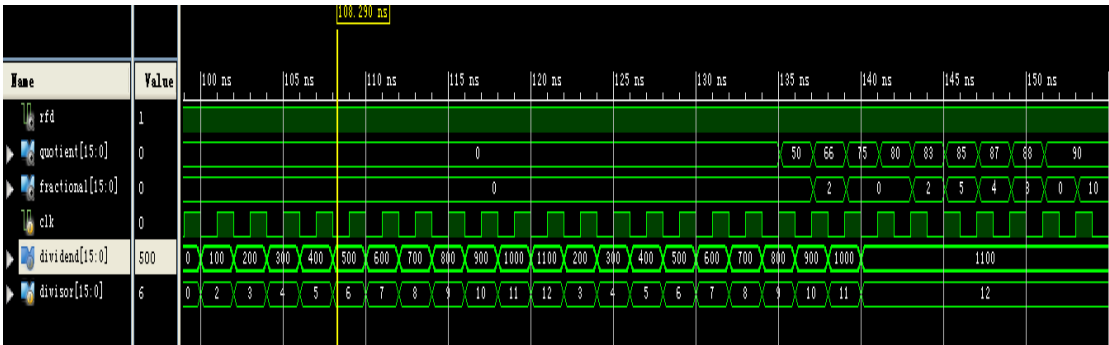 108.290 ns
Name Value 100 ns 105 ns 110 ns 115 ns 120 ns 125 ns 130 ns 135 ns 140 ns 145 ns 150 ns
rfd 1
quotient[15:0] 0 0 50 66 75 80 83 85 87 88 90
fractional[15:0] 0 0 2 0 2 5 4 8 0 10
clk 0
dividend[15:0] 500 0 100 200 300 400 500 600 700 800 900 1000 1100 200 300 400 500 600 700 800 900 1000 1100
divisor[15:0] 6 0 2 3 4 5 6 7 8 9 10 11 12 3 4 5 6 7 8 9 10 11 12